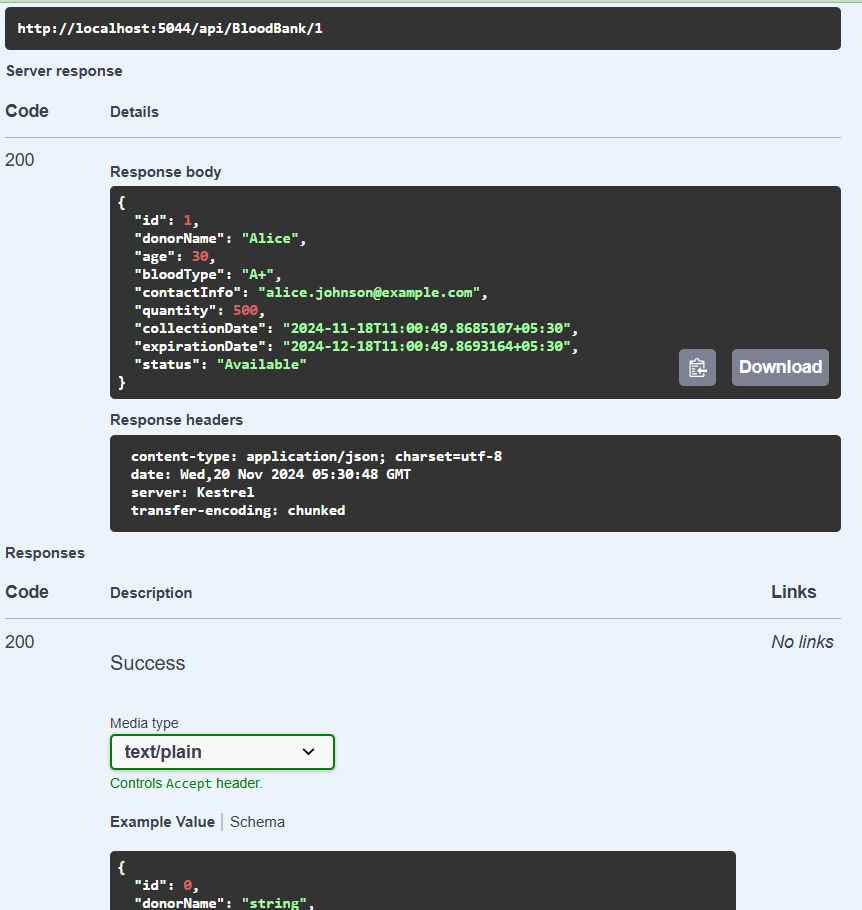 http://localhost:5044/api/BloodBank/1
Server response
Code Details
200
Response body
{
"id": 1,
"donorName": "Alice",
"age": 30,
"bloodType": "A+",
"contactInfo": "alice.johnson@example.com",
"quantity": 500,
"collectionDate": "2024-11-18T11:00:49.8685107+05:30",
"expirationDate": "2024-12-18T11:00:49.8693164+05:30",
"status": "Available"
}
Download
Response headers
content-type: application/json; charset=utf-8
date: Wed,20 Nov 2024 05:30:48 GMT
server: Kestrel
transfer-encoding: chunked
Responses
Code Description Links
200 No links
Success
Media type
text/plain
Controls Accept header.
Example Value Schema
{
"id": 0,
"donorName": "string",